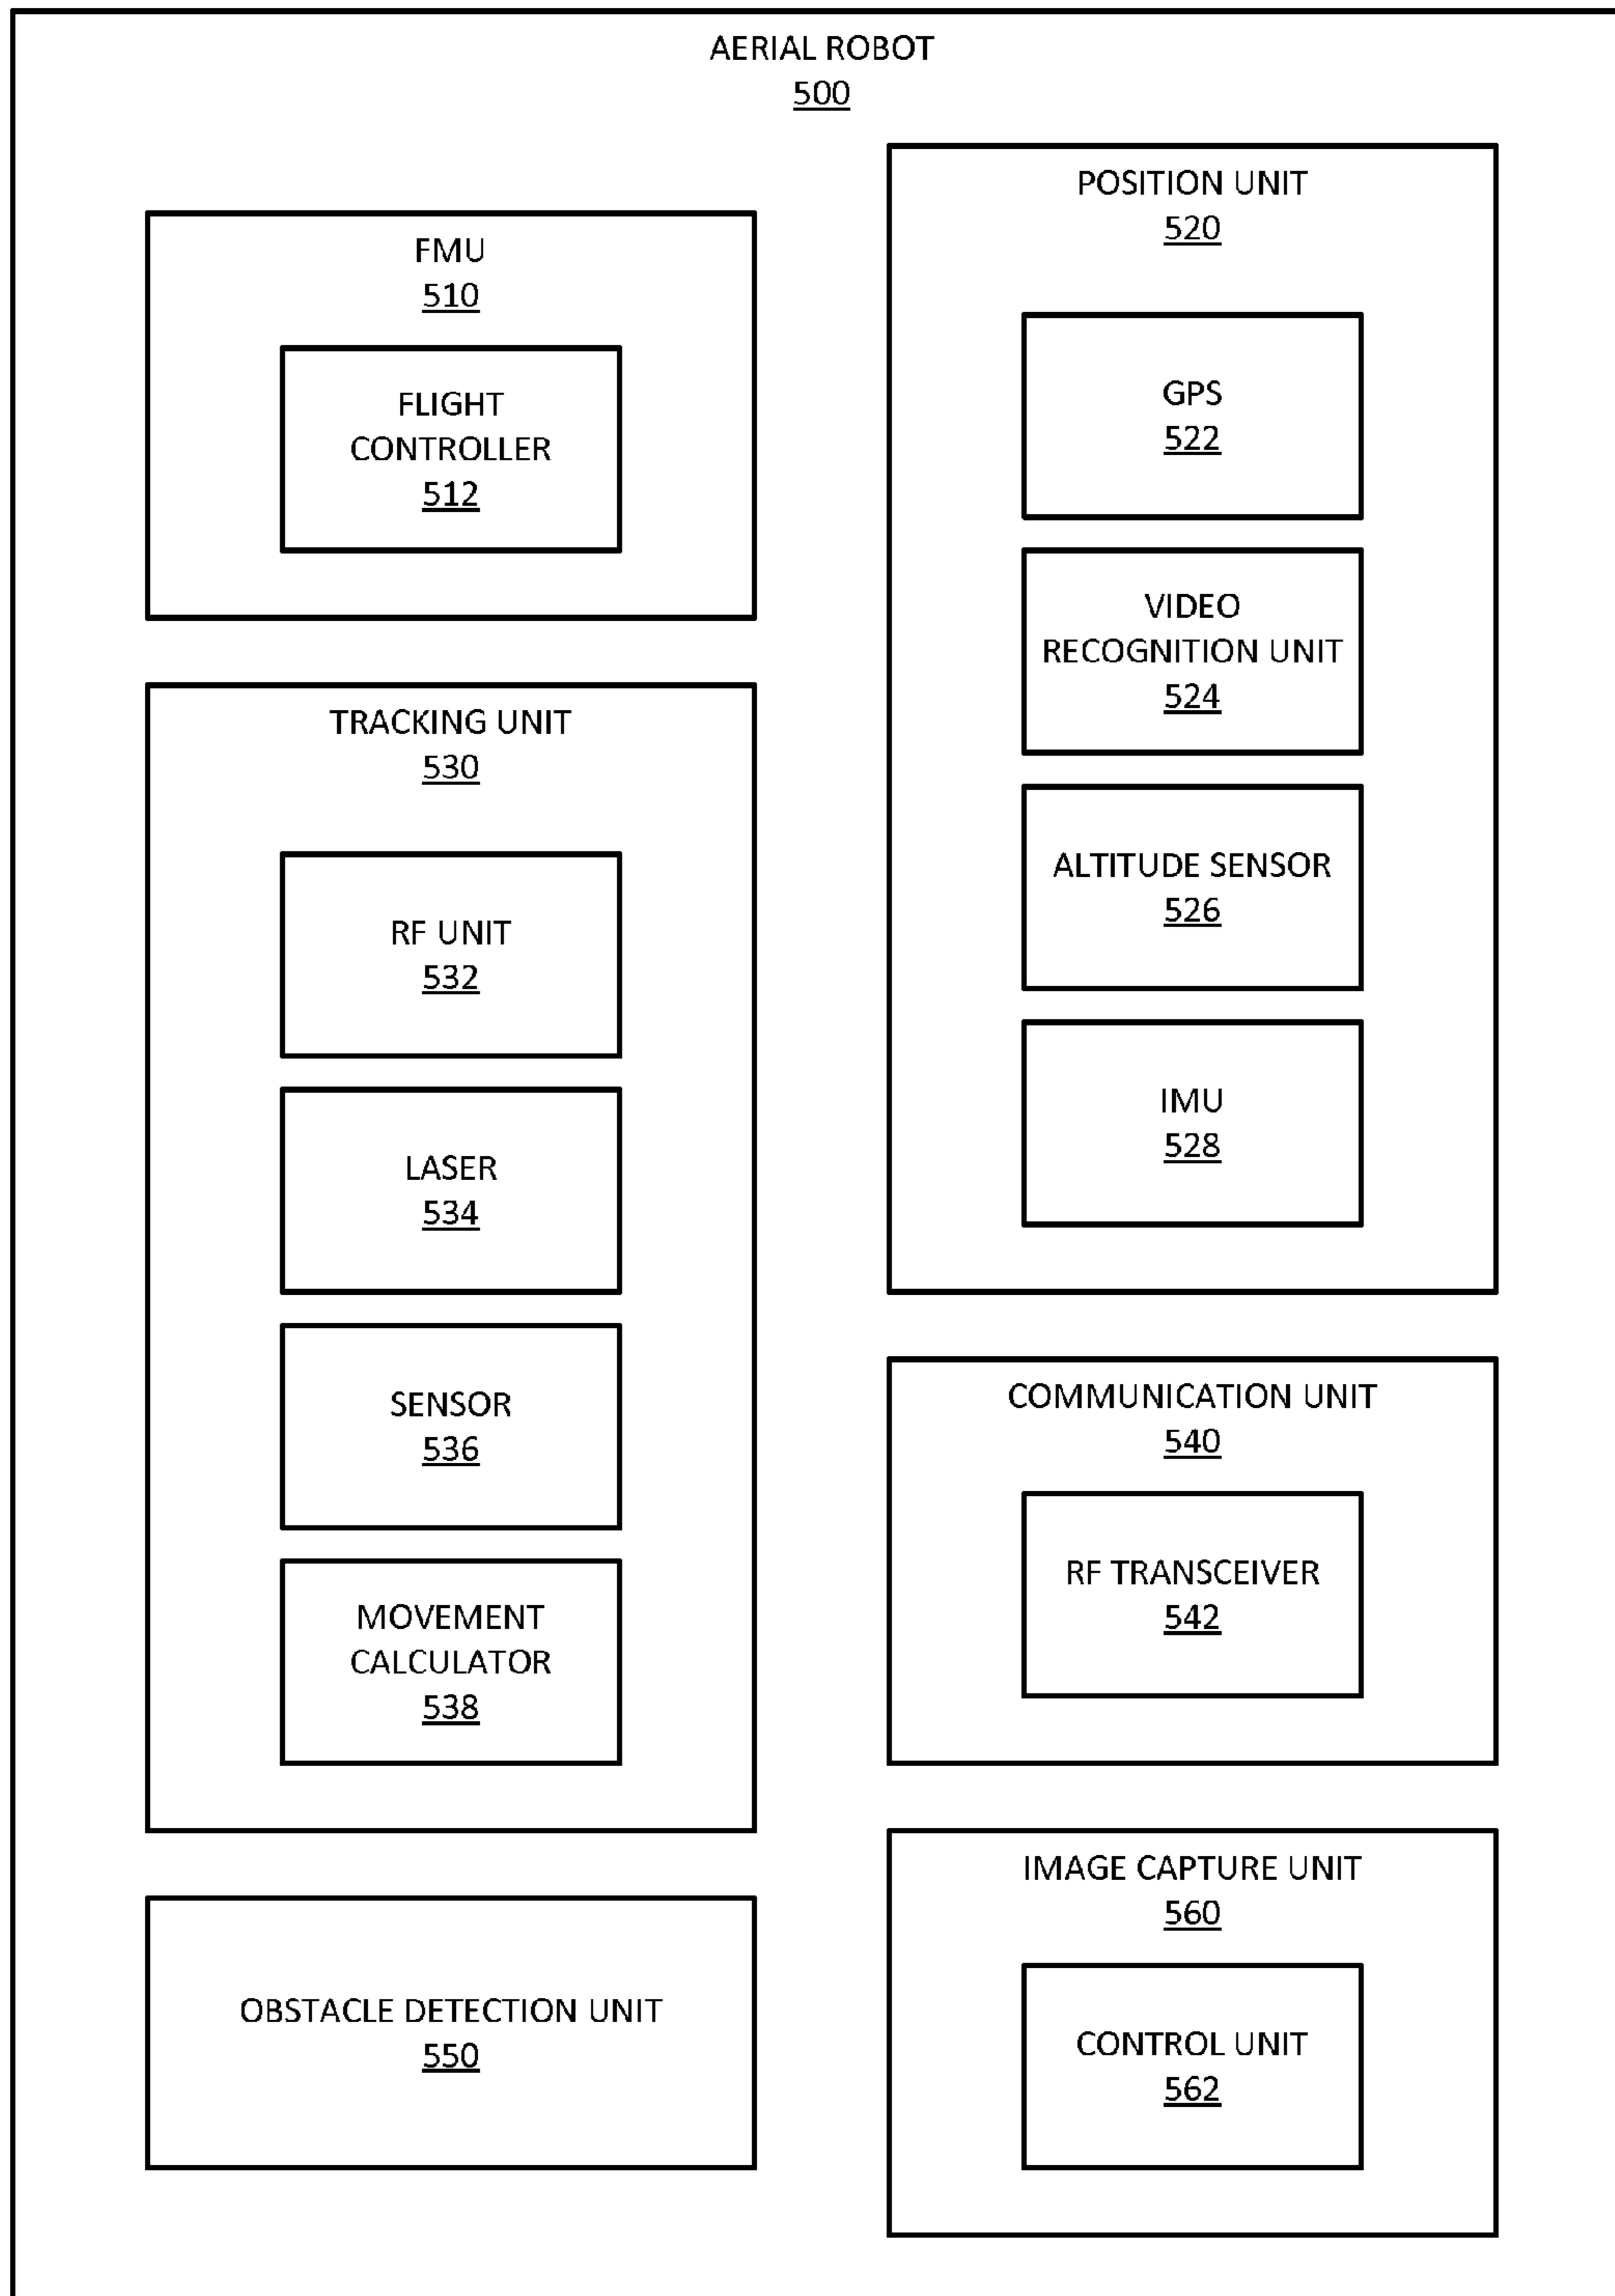 AERIAL ROBOT
500
FMU
510
FLIGHT
CONTROLLER
512
POSITION UNIT
520
GPS
522
VIDEO
RECOGNITION UNIT
524
ALTITUDE SENSOR
526
IMU
528
TRACKING UNIT
530
RF UNIT
532
LASER
534
SENSOR
536
MOVEMENT
CALCULATOR
538
COMMUNICATION UNIT
540
RF TRANSCEIVER
542
OBSTACLE DETECTION UNIT
550
IMAGE CAPTURE UNIT
560
CONTROL UNIT
562